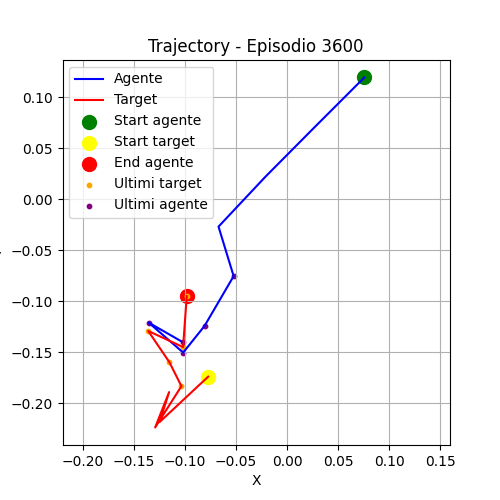 Trajectory - Episodio 3600
Agente
Target
Start agente
Start target
End agente
Ultimi target
Ultimi agente
0.10
0.05
0.00
−0.05
−0.10
−0.15
−0.20
−0.20 −0.15 −0.10 −0.05 0.00 0.05 0.10 0.15
X